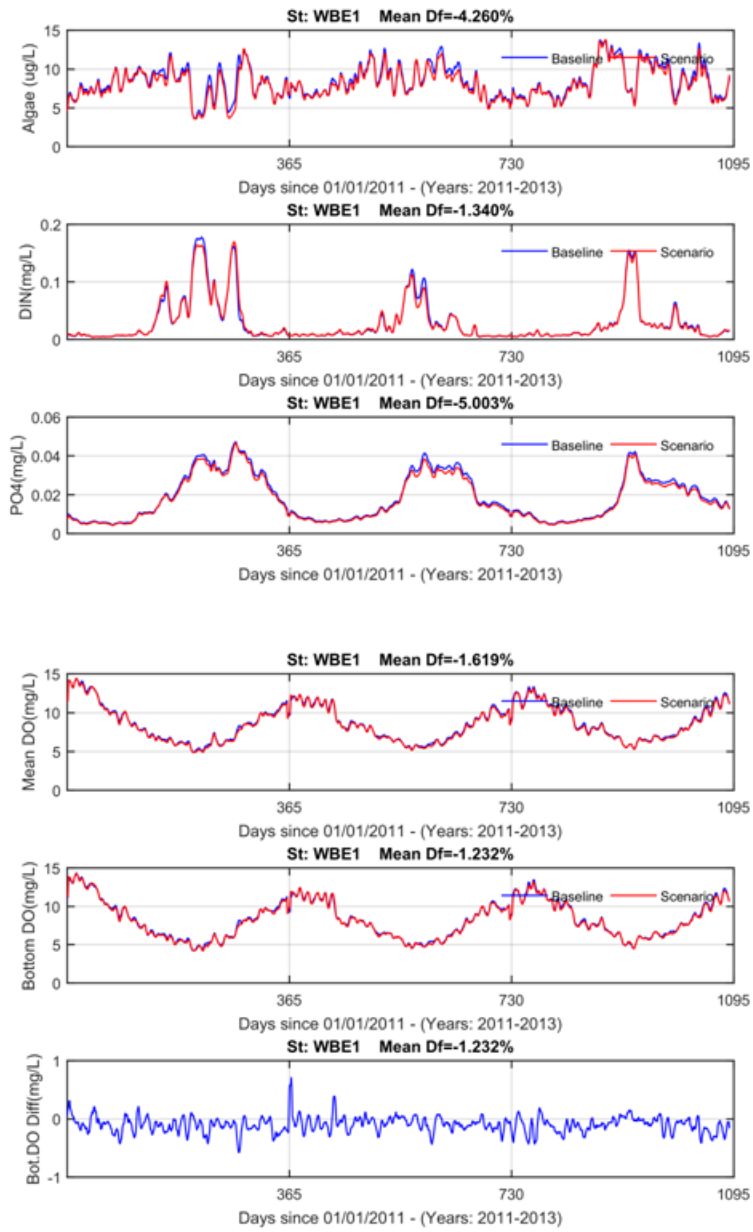 St: WBE1 Mean Df=-4.260%
15
10
5
0
Algae (ug/L)
Baseline
Scenario
365
730
1095
Days since 01/01/2011 - (Years: 2011-2013)
St: WBE1 Mean Df=-1.340%
0.2
0.1
0
DIN(mg/L)
Baseline
Scenario
365
730
1095
Days since 01/01/2011 - (Years: 2011-2013)
St: WBE1 Mean Df=-5.003%
0.06
0.04
0.02
0
PO4(mg/L)
Baseline
Scenario
365
730
1095
Days since 01/01/2011 - (Years: 2011-2013)
St: WBE1 Mean Df=-1.619%
15
10
5
0
Mean DO(mg/L)
Baseline
Scenario
365
730
1095
Days since 01/01/2011 - (Years: 2011-2013)
St: WBE1 Mean Df=-1.232%
15
10
5
0
Bottom DO(mg/L)
Baseline
Scenario
365
730
1095
Days since 01/01/2011 - (Years: 2011-2013)
St: WBE1 Mean Df=-1.232%
1
0
-1
Bot.DO Diff(mg/L)
365
730
1095
Days since 01/01/2011 - (Years: 2011-2013)